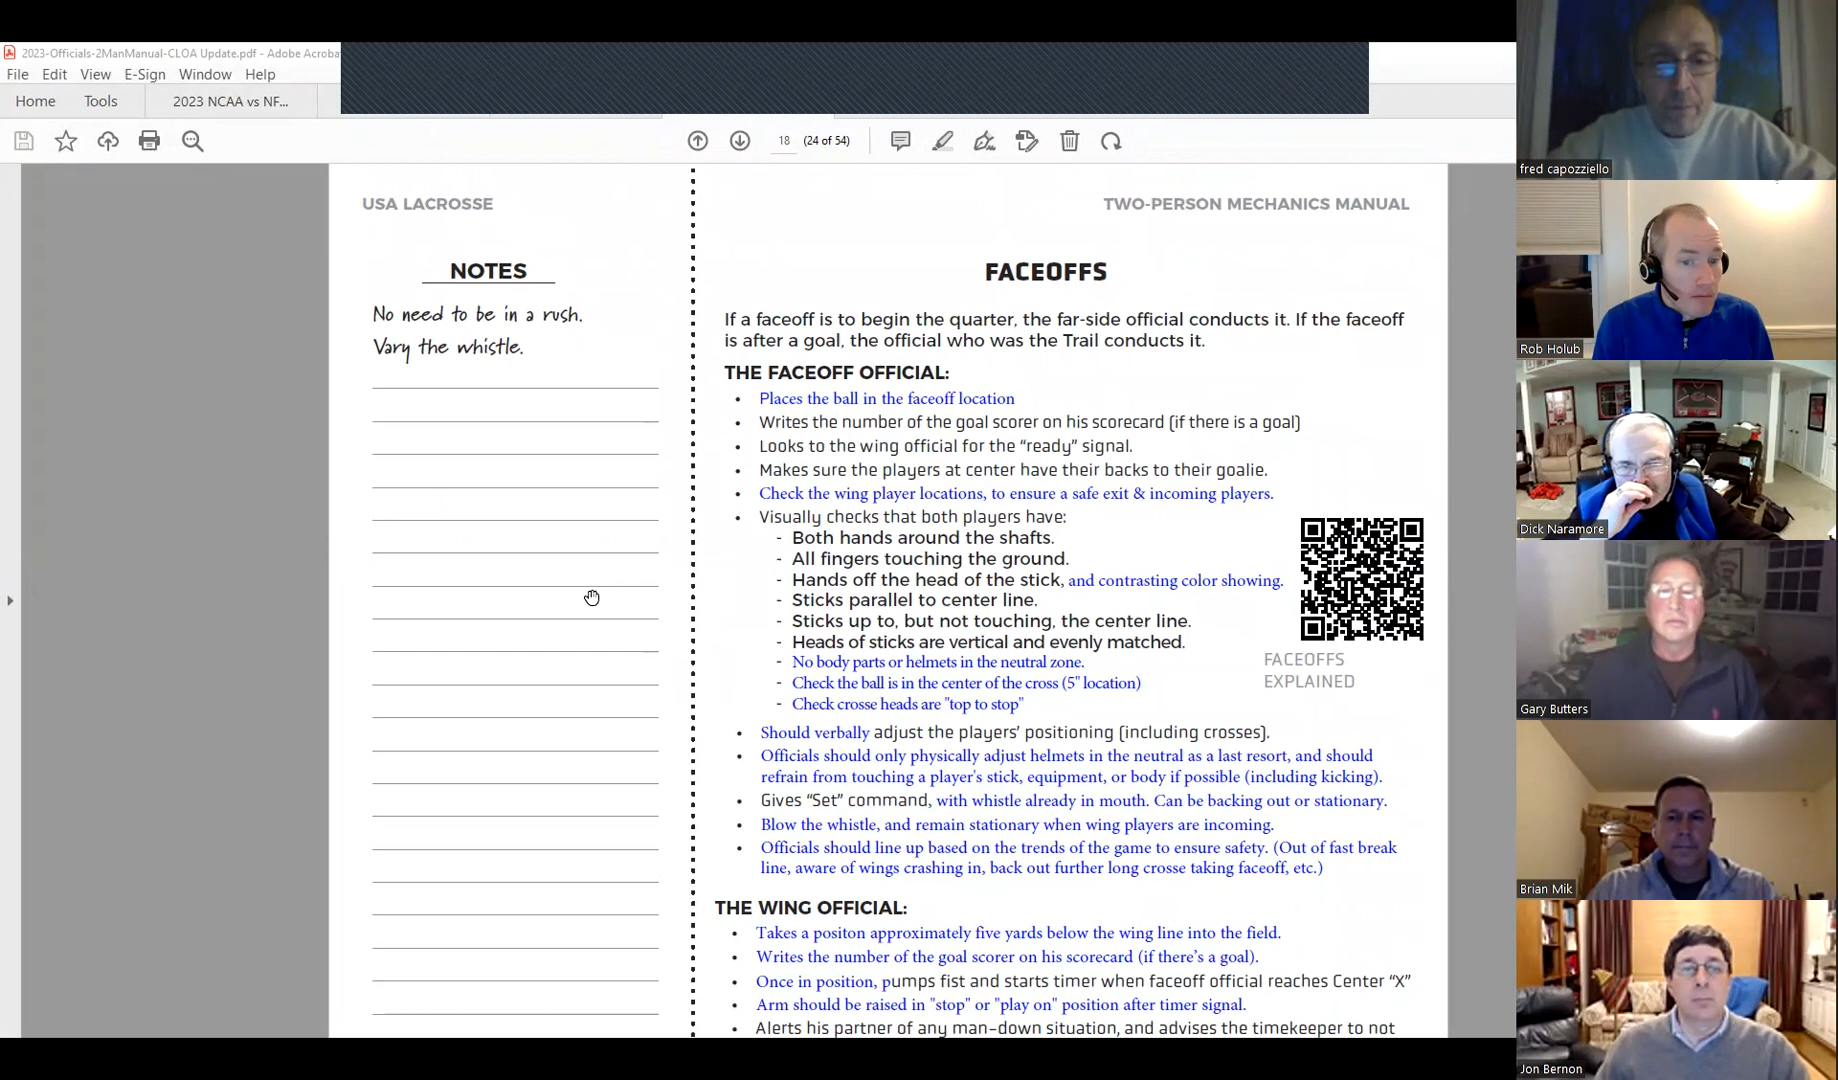 2023-Officials-2ManManual-CLOA Update.pdf - Adobe Acroba
File Edit View E-Sign Window Help
Home Tools 2023 NCAA vs NF...
18 (24 of 54)
USA LACROSSE
TWO-PERSON MECHANICS MANUAL
NOTES
No need to be in a rush.
Vary the whistle.
FACEOFFS
If a faceoff is to begin the quarter, the far-side official conducts it. If the faceoff
is after a goal, the official who was the Trail conducts it.
THE FACEOFF OFFICIAL:
• Places the ball in the faceoff location
• Writes the number of the goal scorer on his scorecard (if there is a goal)
• Looks to the wing official for the “ready” signal.
• Makes sure the players at center have their backs to their goalie.
• Check the wing player locations, to ensure a safe exit & incoming players.
• Visually checks that both players have:
- Both hands around the shafts.
- All fingers touching the ground.
- Hands off the head of the stick, and contrasting color showing.
- Sticks parallel to center line.
- Sticks up to, but not touching, the center line.
- Heads of sticks are vertical and evenly matched.
- No body parts or helmets in the neutral zone.
- Check the ball is in the center of the cross (5" location)
- Check crosse heads are "top to stop"
FACEOFFS
EXPLAINED
• Should verbally adjust the players’ positioning (including crosses).
• Officials should only physically adjust helmets in the neutral as a last resort, and should
refrain from touching a player's stick, equipment, or body if possible (including kicking).
• Gives “Set” command, with whistle already in mouth. Can be backing out or stationary.
• Blow the whistle, and remain stationary when wing players are incoming.
• Officials should line up based on the trends of the game to ensure safety. (Out of fast break
line, aware of wings crashing in, back out further long crosse taking faceoff, etc.)
THE WING OFFICIAL:
• Takes a positon approximately five yards below the wing line into the field.
• Writes the number of the goal scorer on his scorecard (if there’s a goal).
• Once in position, pumps fist and starts timer when faceoff official reaches Center “X”
• Arm should be raised in "stop" or "play on" position after timer signal.
• Alerts his partner of any man-down situation, and advises the timekeeper to not
fred capozziello
Rob Holub
Dick Naramore
Gary Butters
Brian Mik
Jon Bernon